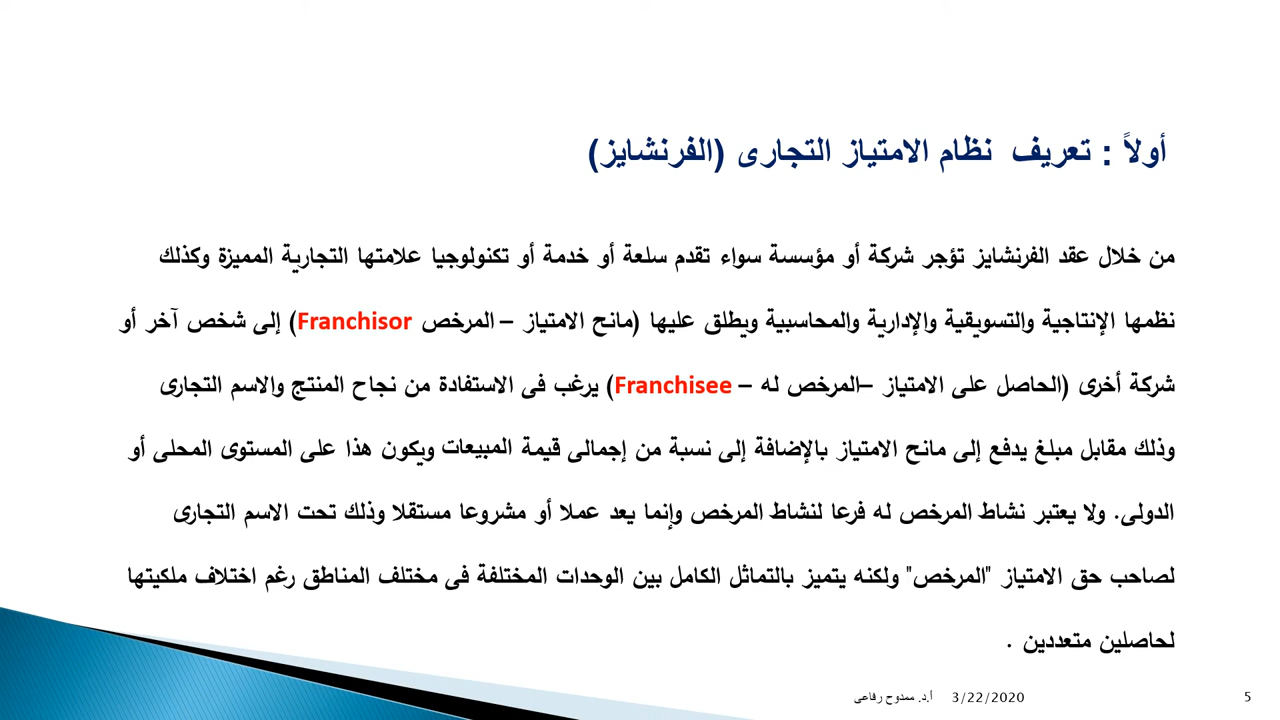 أولاً : تعريف نظام الامتياز التجارى (الفرنشايز)
من خلال عقد الفرنشايز تؤجر شركة أو مؤسسة سواء تقدم سلعة أو خدمة أو تكنولوجيا علامتها التجارية المميزة وكذلك
نظمها الإنتاجية والتسويقية والإدارية والمحاسبية ويطلق عليها (مانح الامتياز – المرخص Franchisor) إلى شخص آخر أو
شركة أخرى (الحاصل على الامتياز –المرخص له – Franchisee) يرغب فى الاستفادة من نجاح المنتج والاسم التجارى
وذلك مقابل مبلغ يدفع إلى مانح الامتياز بالإضافة إلى نسبة من إجمالى قيمة المبيعات ويكون هذا على المستوى المحلى أو
الدولى. ولا يعتبر نشاط المرخص له فرعا لنشاط المرخص وإنما يعد عملا أو مشروعا مستقلا وذلك تحت الاسم التجارى
لصاحب حق الامتياز "المرخص" ولكنه يتميز بالتماثل الكامل بين الوحدات المختلفة فى مختلف المناطق رغم اختلاف ملكيتها
لحاصلين متعددين .
أ.د. ممدوح رفاعى 3/22/2020 5